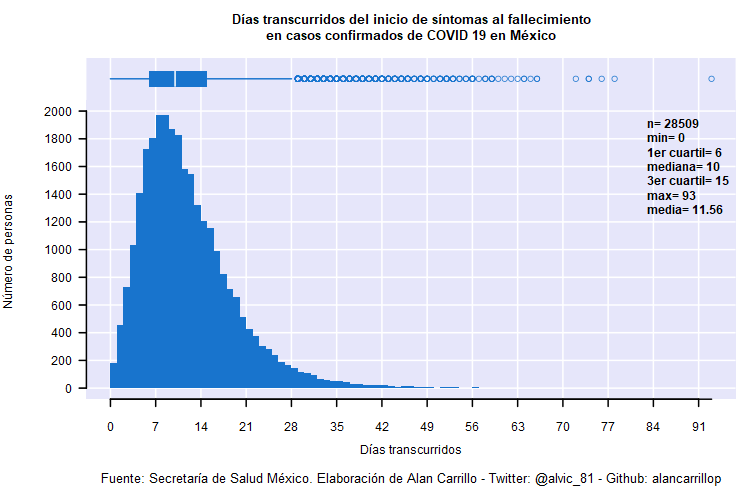 Días transcurridos del inicio de síntomas al fallecimiento
en casos confirmados de COVID 19 en México
n= 28509
min= 0
1er cuartil= 6
mediana= 10
3er cuartil= 15
max= 93
media= 11.56
Número de personas
2000
1800
1600
1400
1200
1000
800
600
400
200
0
0 7 14 21 28 35 42 49 56 63 70 77 84 91
Días transcurridos
Fuente: Secretaría de Salud México. Elaboración de Alan Carrillo - Twitter: @alvic_81 - Github: alancarrillop